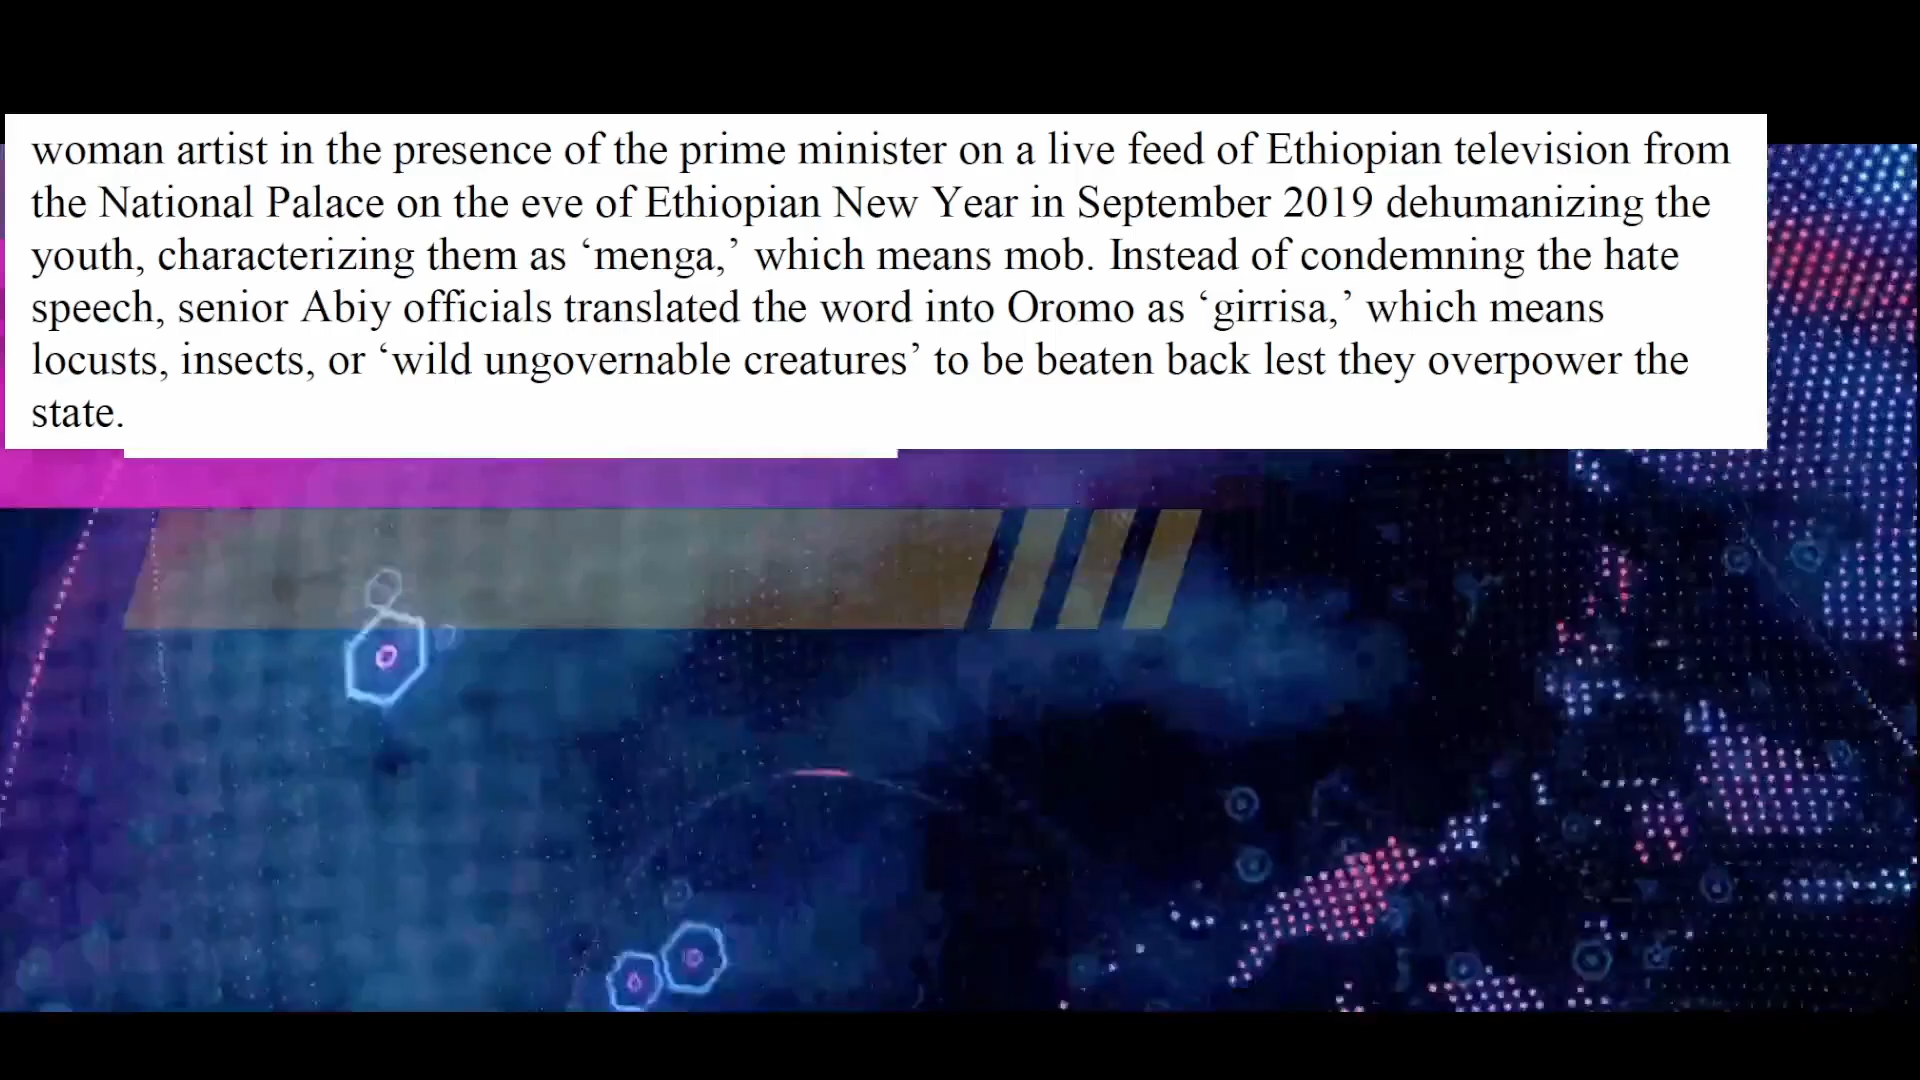 woman artist in the presence of the prime minister on a live feed of Ethiopian television from
the National Palace on the eve of Ethiopian New Year in September 2019 dehumanizing the
youth, characterizing them as ‘menga,’ which means mob. Instead of condemning the hate
speech, senior Abiy officials translated the word into Oromo as ‘girrisa,’ which means
locusts, insects, or ‘wild ungovernable creatures’ to be beaten back lest they overpower the
state.